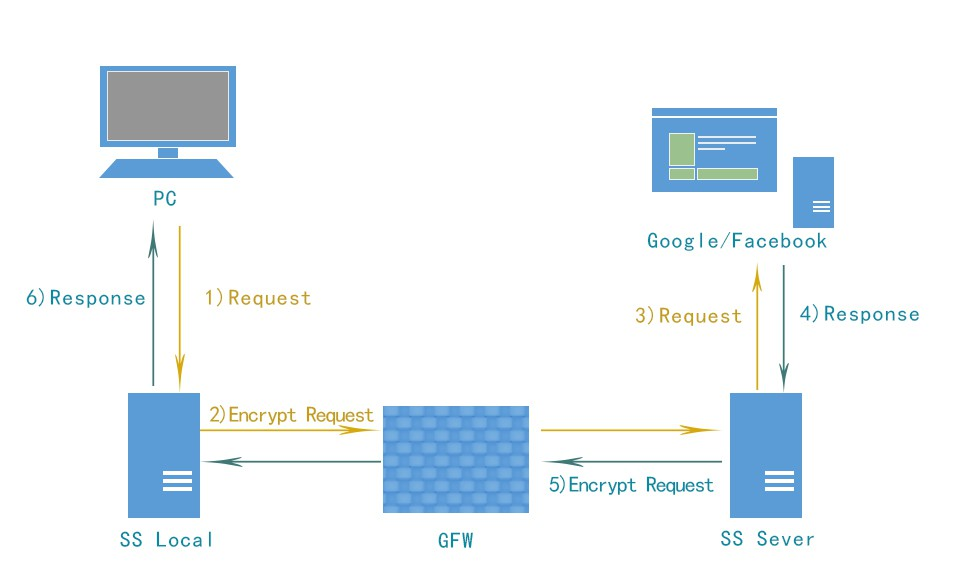 PC
Google/Facebook
6)Response
1)Request
3)Request
4)Response
2)Encrypt Request
5)Encrypt Request
SS Local
GFW
SS Sever